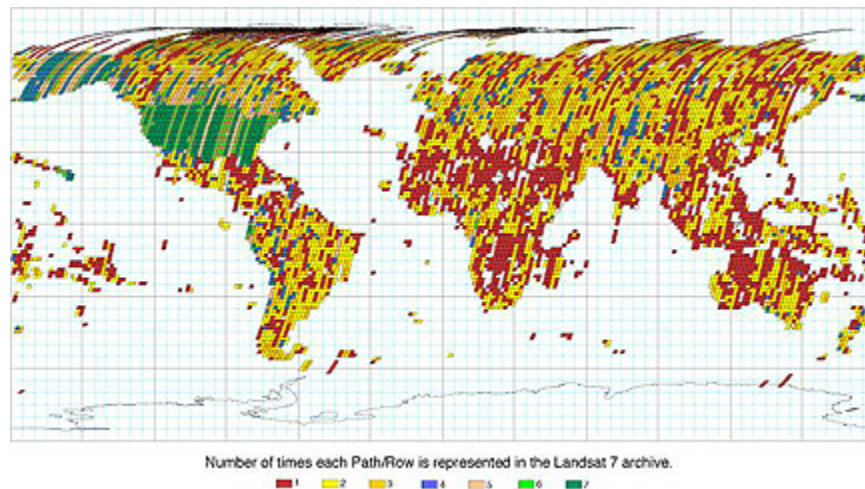 Number of times each Path/Row is represented in the Landsat 7 archive.
1 2 3 4 5 6 7